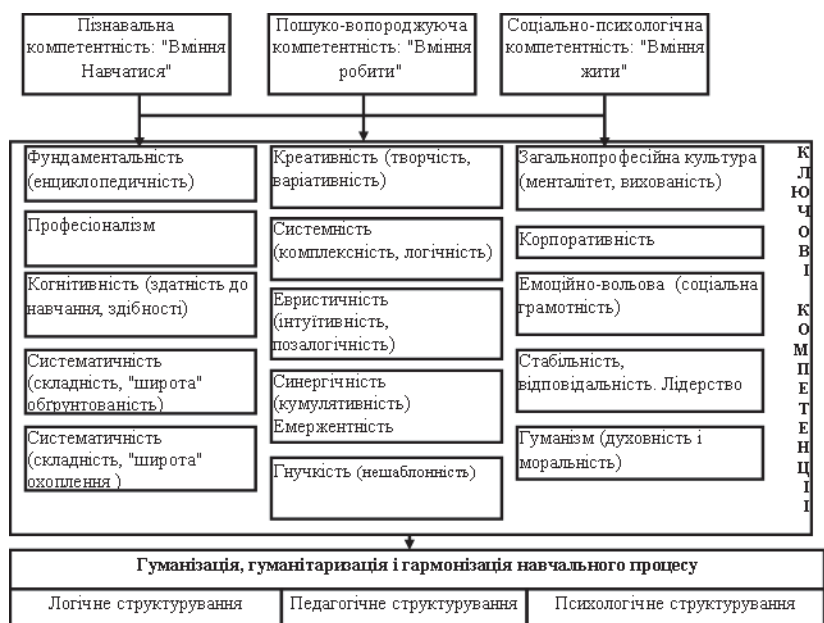 Пізнавальна
компетентність: "Вміння
Навчатися"
Пошуко-вопороджуюча
компетентність: "Вміння
робити"
Соціально-психологічна
компетентність: "Вміння
жити"
Фундаментальність
(енциклопедичність)
Професіоналізм
Когнітивність (здатність до
навчання, здібності)
Систематичність
(складність, "широта"
обґрунтованість)
Систематичність
(складність, "широта"
охоплення )
Креативність (творчість,
варіативність)
Системність
(комплексність, логічність)
Евристичність
(інтуїтивність,
позалогічність)
Синергічність
(кумулятивність)
Емержентність
Гнучкість (нешаблонність)
Загальнопрофесійна культура
(менталітет, вихованість)
Корпоративність
Емоційно-вольова (соціальна
грамотність)
Стабільність,
відповідальність. Лідерство
Гуманізм (духовність і
моральність)
КЛЮЧОВІ КОМПЕТЕНЦІЇ
Гуманізація, гуманітаризація і гармонізація навчального процесу
Логічне структурування
Педагогічне структурування
Психологічне структурування